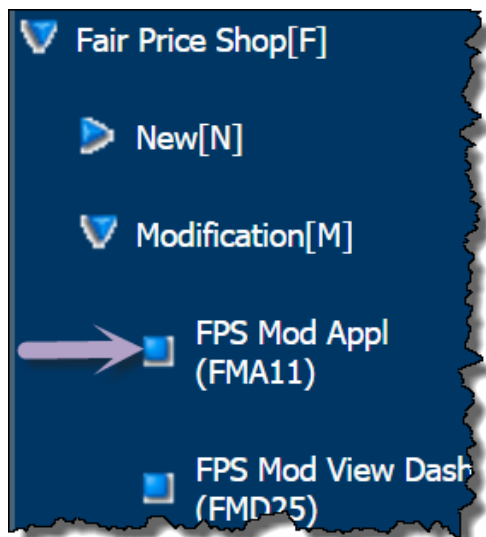 Fair Price Shop[F]
New[N]
Modification[M]
FPS Mod Appl
(FMA11)
FPS Mod View Dash
(FMD25)